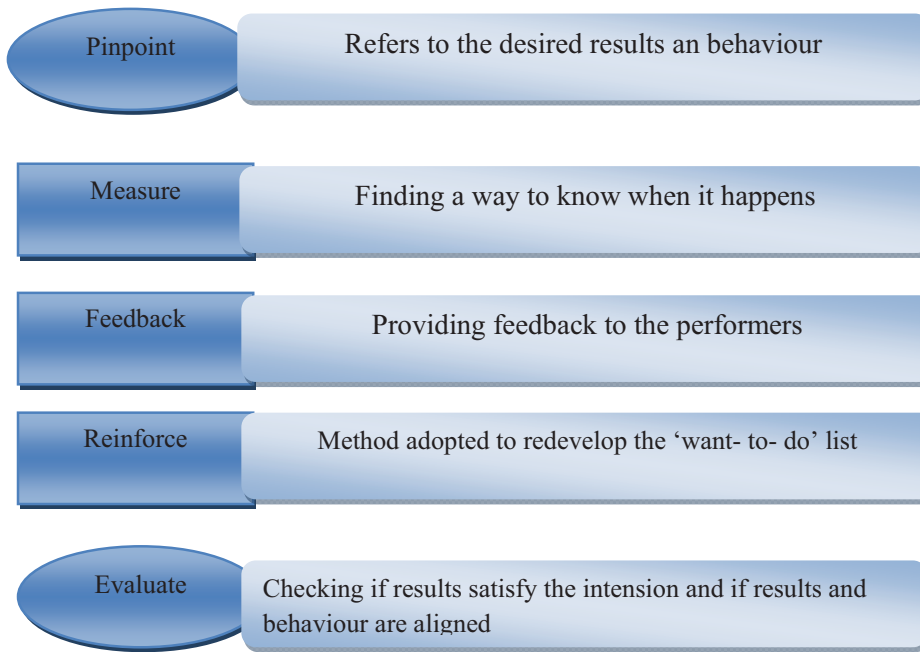 Pinpoint
Refers to the desired results an behaviour
Measure
Finding a way to know when it happens
Feedback
Providing feedback to the performers
Reinforce
Method adopted to redevelop the ‘want- to- do’ list
Evaluate
Checking if results satisfy the intension and if results and
behaviour are aligned